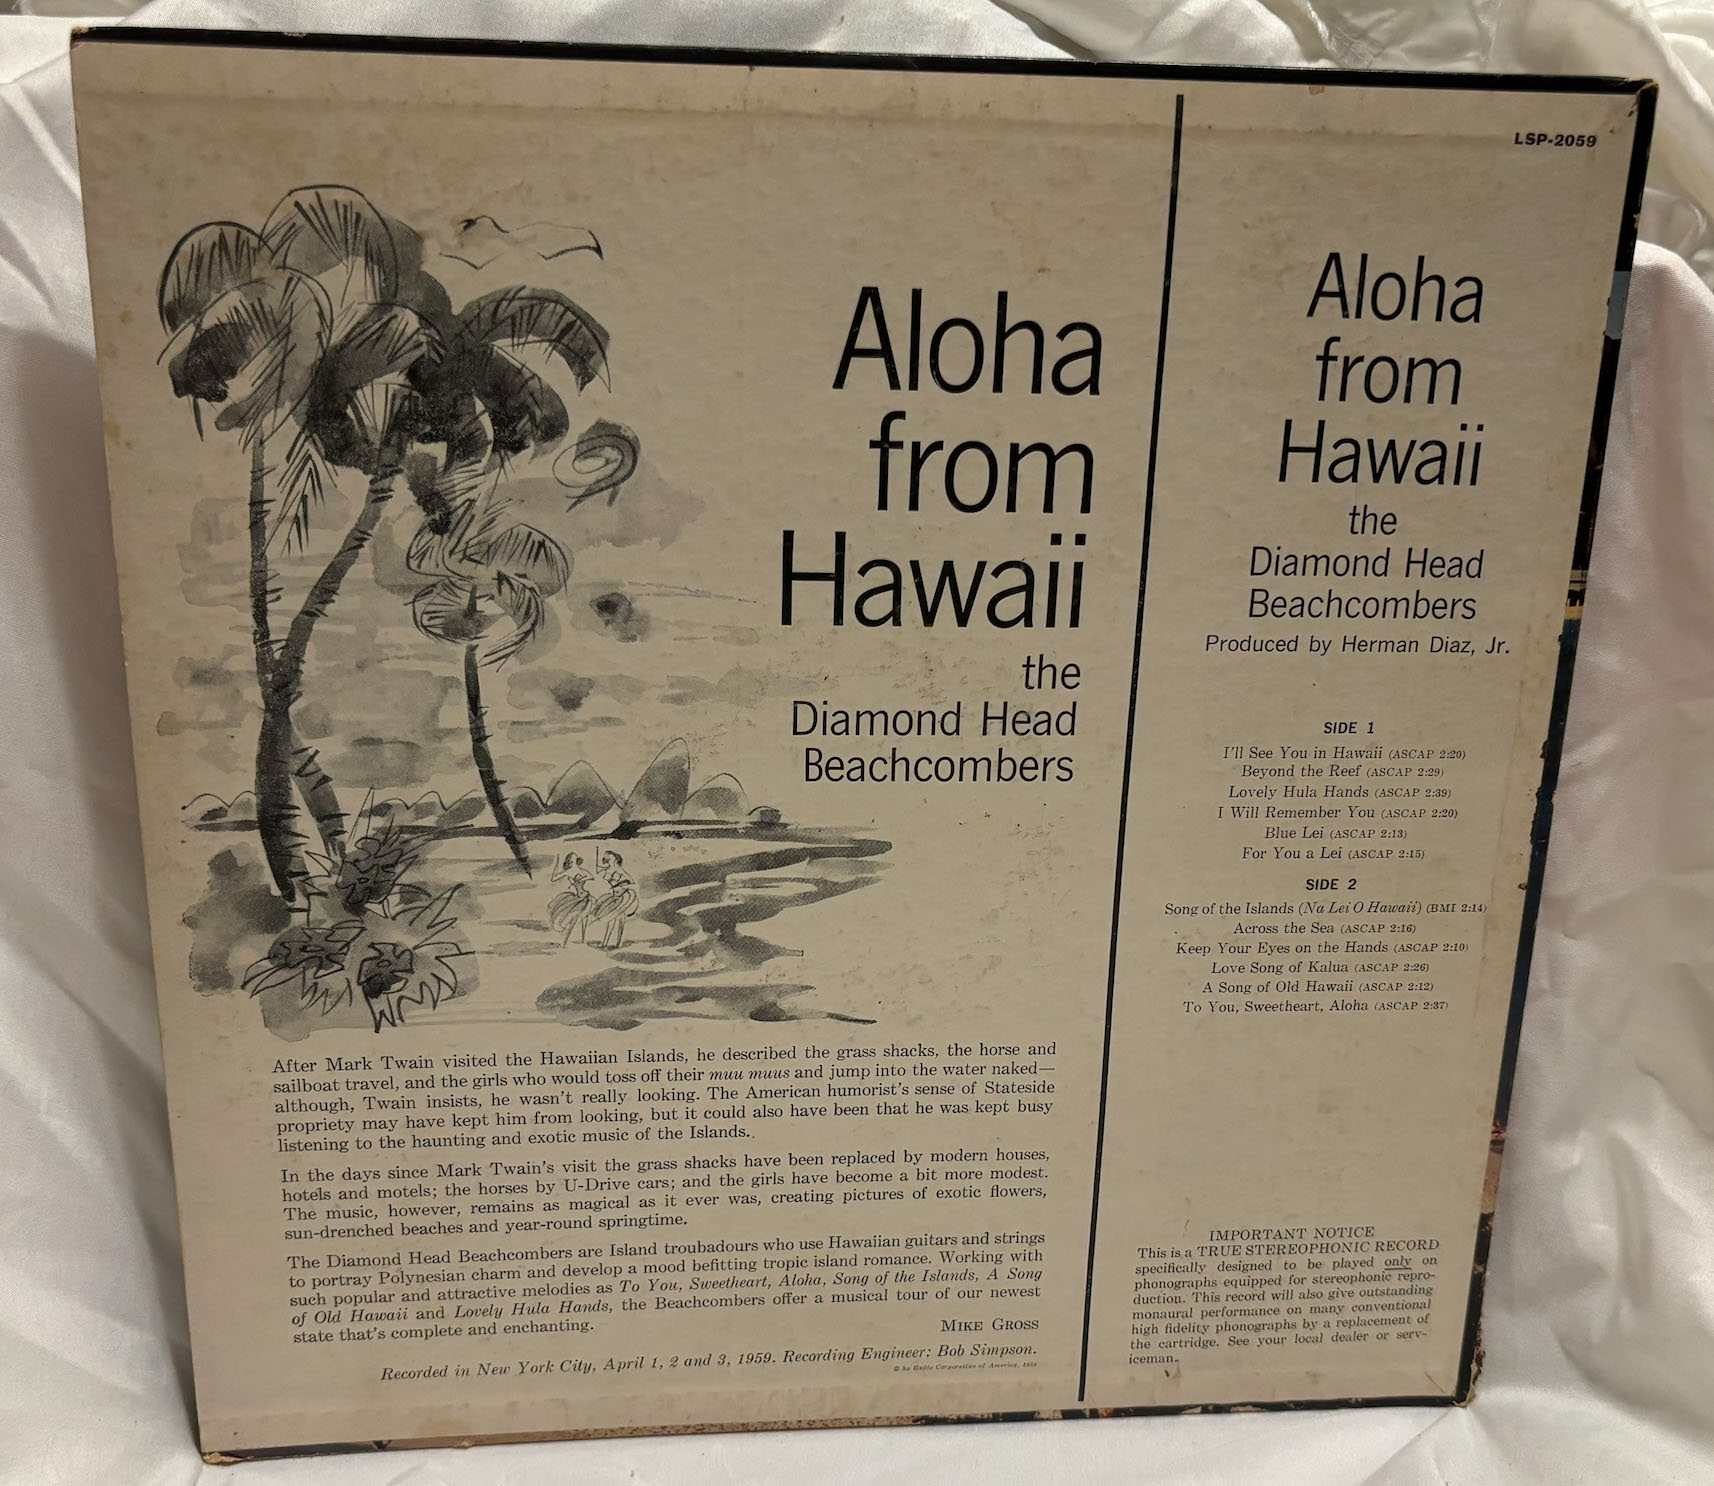 LSP-2059
Aloha
from
Hawaii
the
Diamond Head
Beachcombers
After Mark Twain visited the Hawaiian Islands, he described the grass shacks, the horse and
sailboat travel, and the girls who would toss off their muu muus and jump into the water naked—
although, Twain insists, he wasn't really looking. The American humorist's sense of Stateside
propriety may have kept him from looking, but it could also have been that he was kept busy
listening to the haunting and exotic music of the Islands.
In the days since Mark Twain's visit the grass shacks have been replaced by modern houses,
hotels and motels; the horses by U-Drive cars; and the girls have become a bit more modest.
The music, however, remains as magical as it ever was, creating pictures of exotic flowers,
sun-drenched beaches and year-round springtime.
The Diamond Head Beachcombers are Island troubadours who use Hawaiian guitars and strings
to portray Polynesian charm and develop a mood befitting tropic island romance. Working with
such popular and attractive melodies as To You, Sweetheart, Aloha, Song of the Islands, A Song
of Old Hawaii and Lovely Hula Hands, the Beachcombers offer a musical tour of our newest
state that's complete and enchanting.
MIKE GROSS
Recorded in New York City, April 1, 2 and 3, 1959. Recording Engineer: Bob Simpson.
© by Radio Corporation of America, 1959
Aloha
from
Hawaii
the
Diamond Head
Beachcombers
Produced by Herman Diaz, Jr.
SIDE 1
I'll See You in Hawaii (ASCAP 2:20)
Beyond the Reef (ASCAP 2:29)
Lovely Hula Hands (ASCAP 2:39)
I Will Remember You (ASCAP 2:20)
Blue Lei (ASCAP 2:13)
For You a Lei (ASCAP 2:15)
SIDE 2
Song of the Islands (Na Lei O Hawaii) (BMI 2:14)
Across the Sea (ASCAP 2:16)
Keep Your Eyes on the Hands (ASCAP 2:10)
Love Song of Kalua (ASCAP 2:26)
A Song of Old Hawaii (ASCAP 2:12)
To You, Sweetheart, Aloha (ASCAP 2:37)
IMPORTANT NOTICE
This is a TRUE STEREOPHONIC RECORD
specifically designed to be played only on
phonographs equipped for stereophonic repro-
duction. This record will also give outstanding
monaural performance on many conventional
high fidelity phonographs by a replacement of
the cartridge. See your local dealer or serv-
iceman.